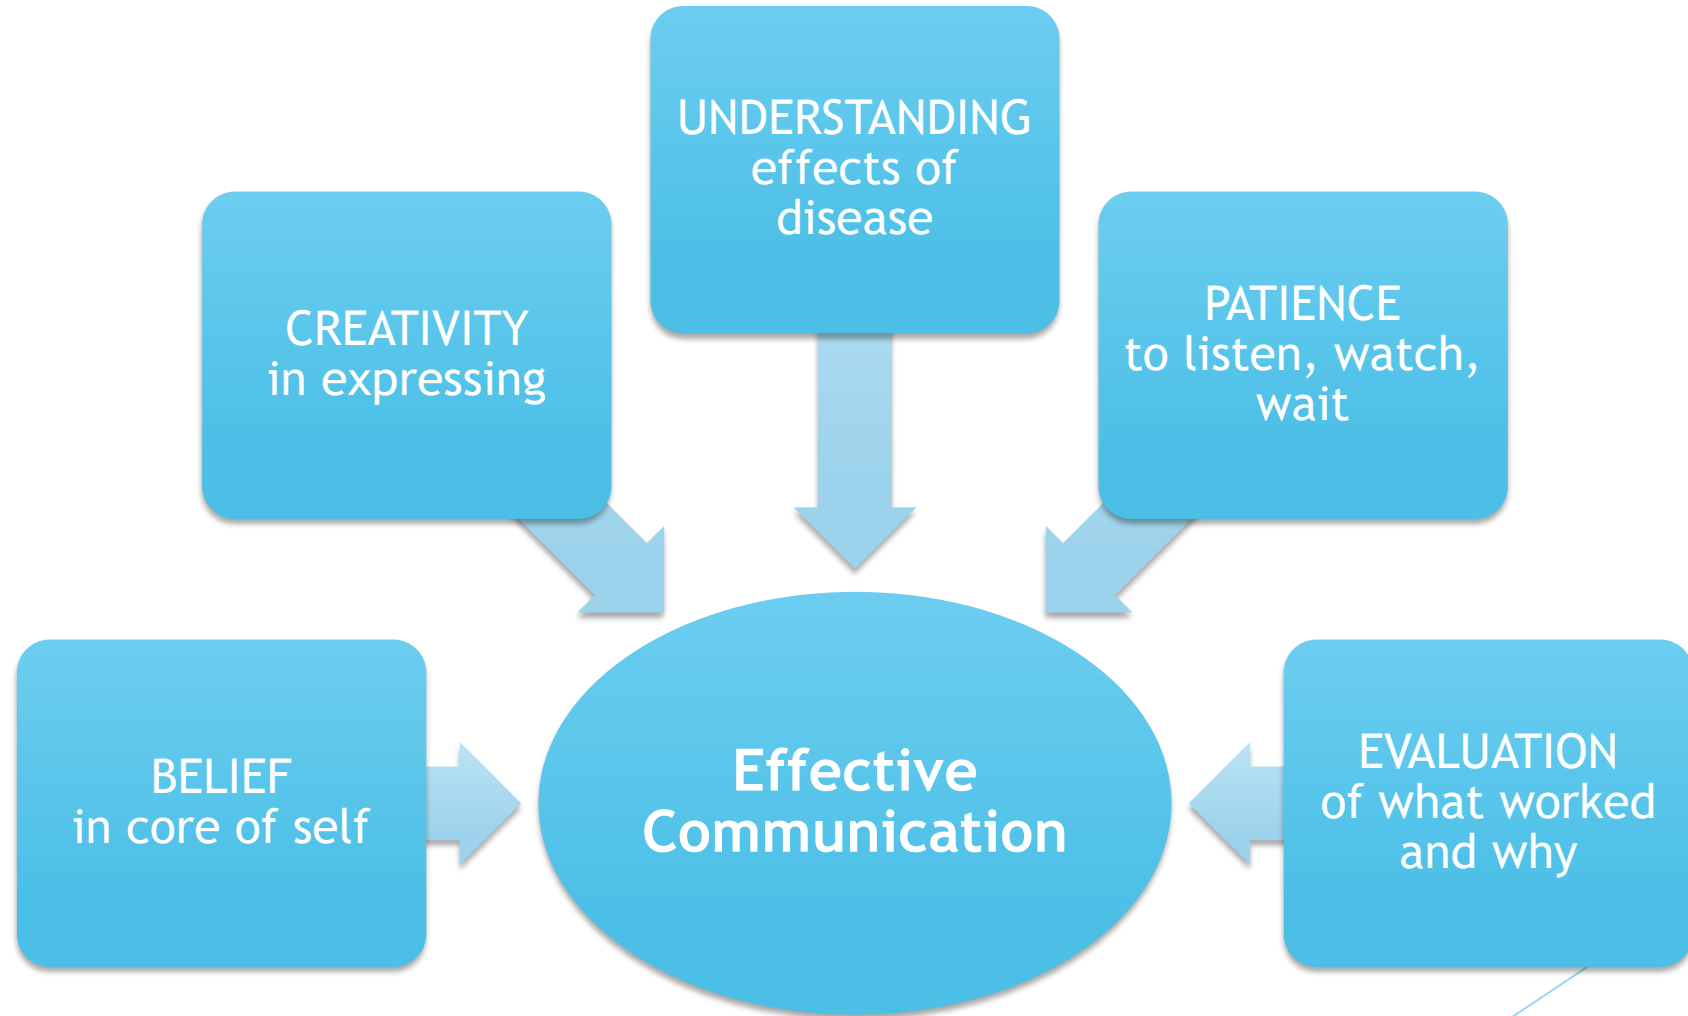 UNDERSTANDING
effects of
disease
CREATIVITY
in expressing
PATIENCE
to listen, watch,
wait
BELIEF
in core of self
Effective
Communication
EVALUATION
of what worked
and why